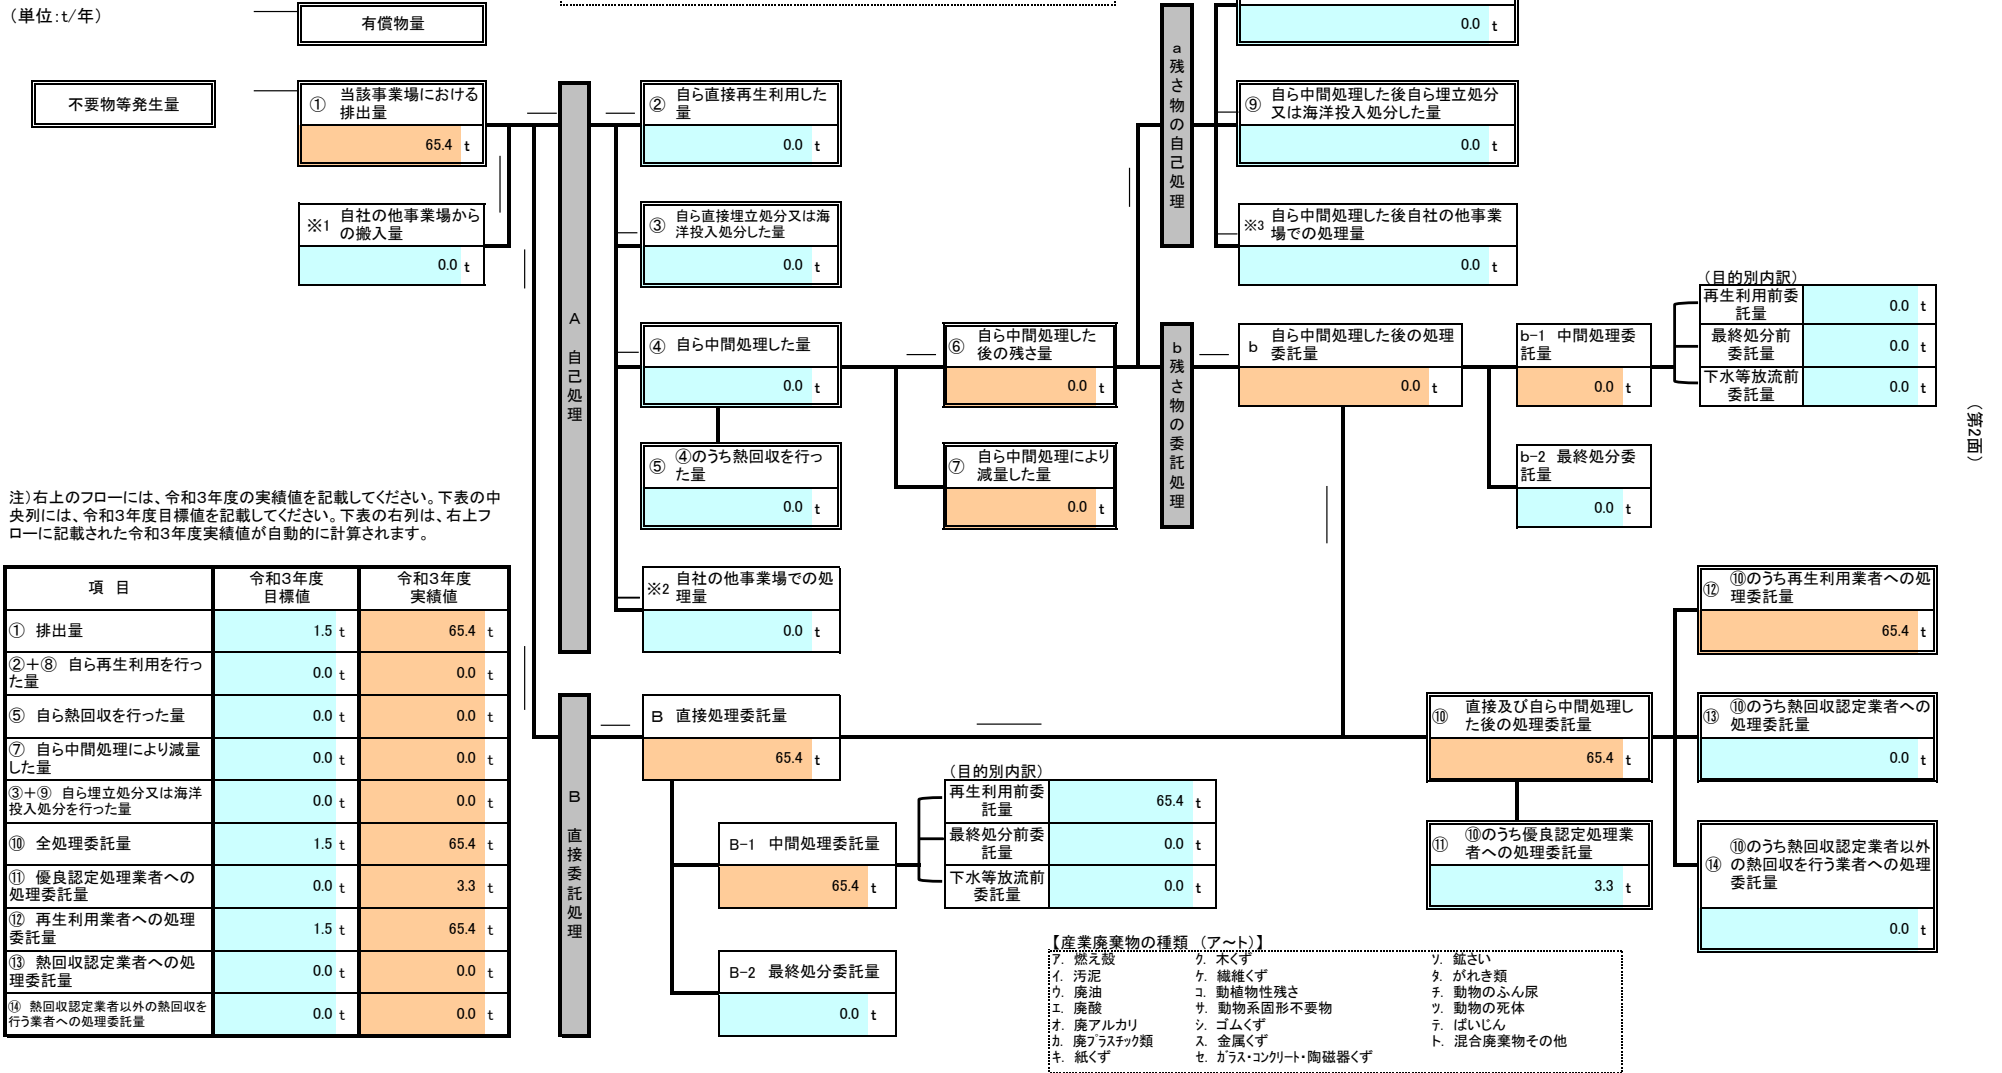 （単位:t/年）
有償物量
不要物等発生量
① 当該事業場における
排出量
65.4 t
※1 自社の他事業場から
の搬入量
0.0 t
A 自己処理
② 自ら直接再生利用した
量
0.0 t
③ 自ら直接埋立処分又は海
洋投入処分した量
0.0 t
④ 自ら中間処理した量
0.0 t
⑤ ④のうち熱回収を行っ
た量
0.0 t
※2 自社の他事業場での処
理量
0.0 t
⑥ 自ら中間処理した
後の残さ量
0.0 t
⑦ 自ら中間処理により
減量した量
0.0 t
a 残さ物の自己処理
0.0 t
⑨ 自ら中間処理した後自ら埋立処分
又は海洋投入処分した量
0.0 t
※3 自ら中間処理した後自社の他事業
場での処理量
0.0 t
b 残さ物の委託処理
b 自ら中間処理した後の処理
委託量
0.0 t
b-1 中間処理委
託量
0.0 t
b-2 最終処分委
託量
0.0 t
（目的別内訳）
再生利用前委
託量
0.0 t
最終処分前
委託量
0.0 t
下水等放流前
委託量
0.0 t
（第2面）
注）右上のフローには、令和3年度の実績値を記載してください。下表の中
央列には、令和3年度目標値を記載してください。下表の右列は、右上フ
ローに記載された令和3年度実績値が自動的に計算されます。
項 目 令和3年度
目標値 令和3年度
実績値
① 排出量 1.5 t 65.4 t
②＋⑧ 自ら再生利用を行っ
た量 0.0 t 0.0 t
⑤ 自ら熱回収を行った量 0.0 t 0.0 t
⑦ 自ら中間処理により減量
した量 0.0 t 0.0 t
③＋⑨ 自ら埋立処分又は海洋
投入処分を行った量 0.0 t 0.0 t
⑩ 全処理委託量 1.5 t 65.4 t
⑪ 優良認定処理業者への
処理委託量 0.0 t 3.3 t
⑫ 再生利用業者への処理
委託量 1.5 t 65.4 t
⑬ 熱回収認定業者への処
理委託量 0.0 t 0.0 t
⑭ 熱回収認定業者以外の熱回収を
行う業者への処理委託量 0.0 t 0.0 t
B 直接委託処理
B 直接処理委託量
65.4 t
B-1 中間処理委託量
65.4 t
B-2 最終処分委託量
0.0 t
（目的別内訳）
再生利用前委
託量
65.4 t
最終処分前委
託量
0.0 t
下水等放流前
委託量
0.0 t
⑩ 直接及び自ら中間処理し
た後の処理委託量
65.4 t
⑪ ⑩のうち優良認定処理業
者への処理委託量
3.3 t
⑫ ⑩のうち再生利用業者への処
理委託量
65.4 t
⑬ ⑩のうち熱回収認定業者への
処理委託量
0.0 t
⑭ ⑩のうち熱回収認定業者以外
の熱回収を行う業者への処理
委託量
0.0 t
【産業廃棄物の種類 （ア～ト）】
ア. 燃え殻 ク. 木くず ソ. 鉱さい
イ. 汚泥 ケ. 繊維くず タ. がれき類
ウ. 廃油 コ. 動植物性残さ チ. 動物のふん尿
エ. 廃酸 サ. 動物系固形不要物 ツ. 動物の死体
オ. 廃アルカリ シ. ゴムくず テ. ばいじん
カ. 廃プラスチック類 ス. 金属くず ト. 混合廃棄物その他
キ. 紙くず セ. ガラス・コンクリート・陶磁器くず